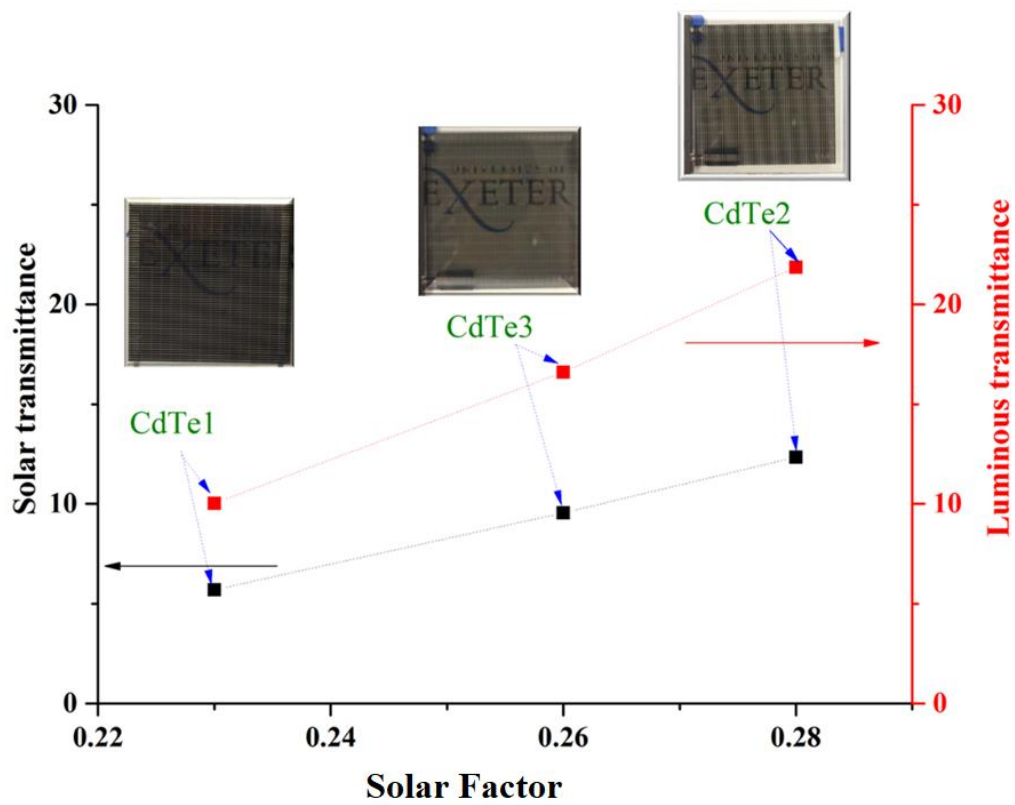 UNIVERSITY OF
EXETER
30
30
UNIVERSITY OF
EXETER
CdTe2
EXETER
CdTe3
20
20
CdTe1
10
10
0
0
0.22
0.24
0.26
0.28
Solar Factor
Solar transmittance
Luminous transmittance